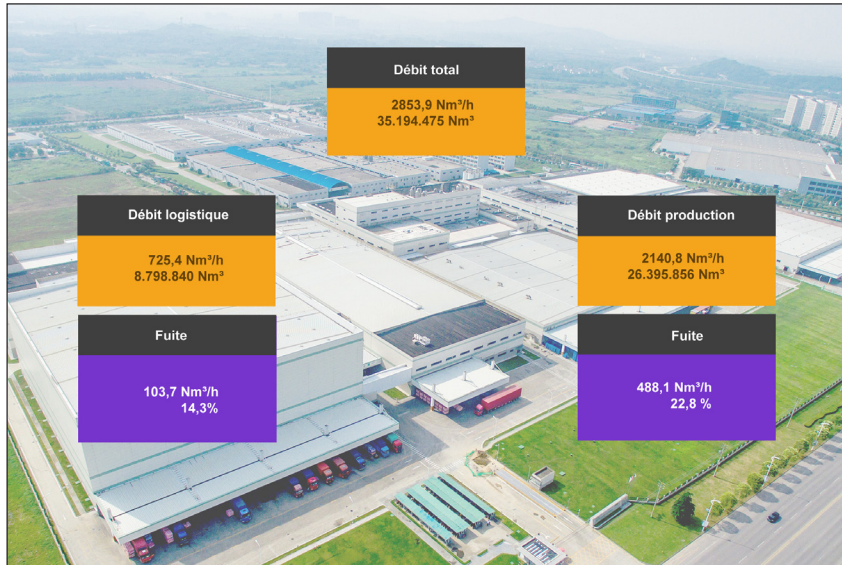 Débit total
2853,9 Nm³/h
35.194.475 Nm³
Débit logistique
725,4 Nm³/h
8.798.840 Nm³
Fuite
103,7 Nm³/h
14,3%
Débit production
2140,8 Nm³/h
26.395.856 Nm³
Fuite
488,1 Nm³/h
22,8 %